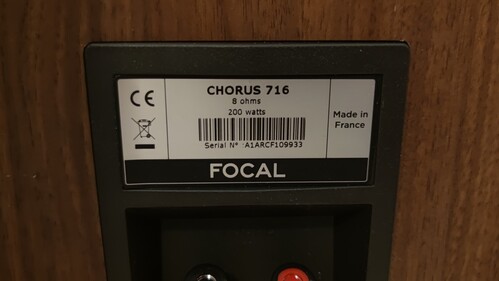 CHORUS 716
8 ohms
200 watts
Serial N° :A1ARCF109933
CE
Made in
France
FOCAL